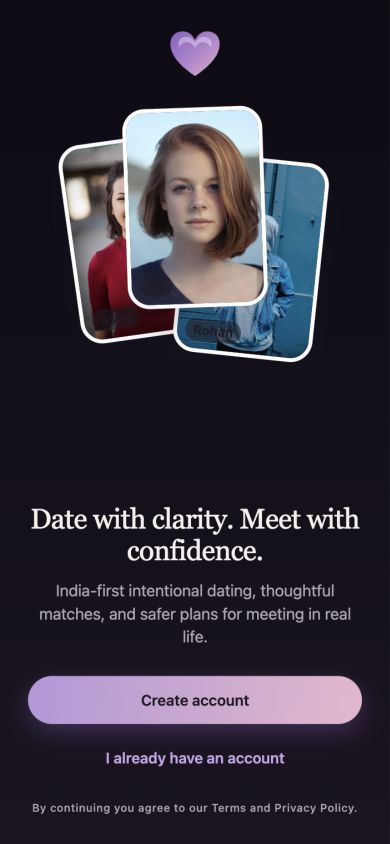 Rohan
Date with clarity. Meet with
confidence.
India-first intentional dating, thoughtful
matches, and safer plans for meeting in real
life.
Create account
I already have an account
By continuing you agree to our Terms and Privacy Policy.